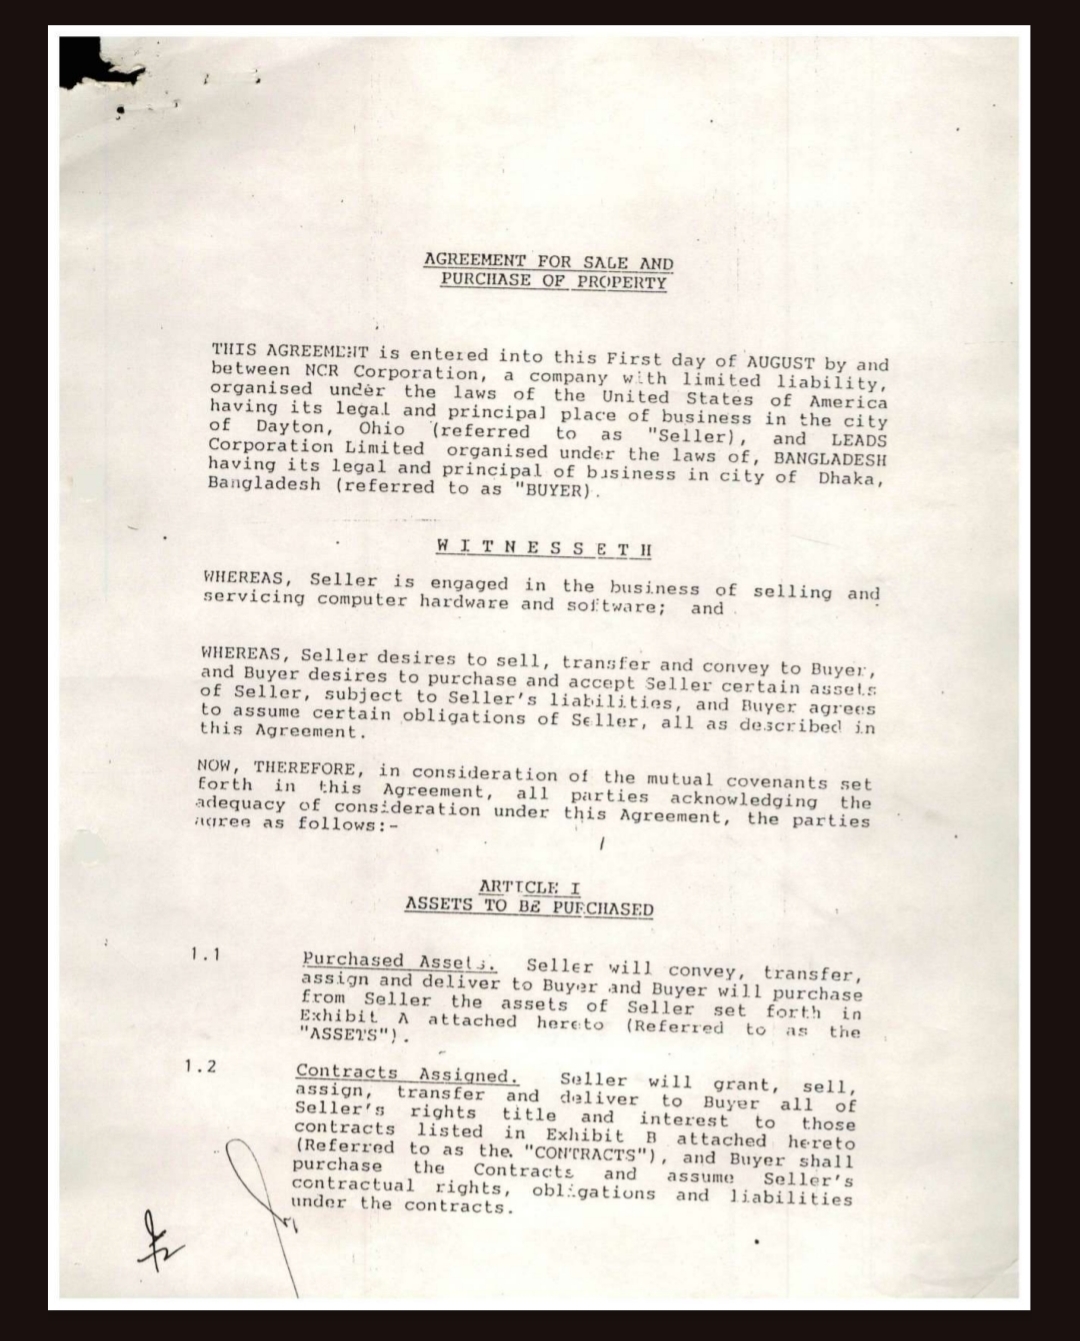 AGREEMENT FOR SALE AND
PURCHASE OF PROPERTY
THIS AGREEMENT is entered into this First day of AUGUST by and
between NCR Corporation, a company with limited liability,
organised under the laws of the United States of America
having its legal and principal place of business in the city
of Dayton, Ohio (referred to as "Seller), and LEADS
Corporation Limited organised under the laws of, BANGLADESH
having its legal and principal of business in city of Dhaka,
Bangladesh (referred to as "BUYER).
W I T N E S S E T H
WHEREAS, Seller is engaged in the business of selling and
servicing computer hardware and software; and
WHEREAS, Seller desires to sell, transfer and convey to Buyer,
and Buyer desires to purchase and accept Seller certain assets
of Seller, subject to Seller's liabilities, and Buyer agrees
to assume certain obligations of Seller, all as described in
this Agreement.
NOW, THEREFORE, in consideration of the mutual covenants set
forth in this Agreement, all parties acknowledging the
adequacy of consideration under this Agreement, the parties
agree as follows:-
ARTICLE I
ASSETS TO BE PURCHASED
1.1 Purchased Assets. Seller will convey, transfer,
assign and deliver to Buyer and Buyer will purchase
from Seller the assets of Seller set forth in
Exhibit A attached hereto (Referred to as the
"ASSETS").
1.2 Contracts Assigned. Seller will grant, sell,
assign, transfer and deliver to Buyer all of
Seller's rights title and interest to those
contracts listed in Exhibit B attached hereto
(Referred to as the "CONTRACTS"), and Buyer shall
purchase the Contracts and assume Seller's
contractual rights, obligations and liabilities
under the contracts.